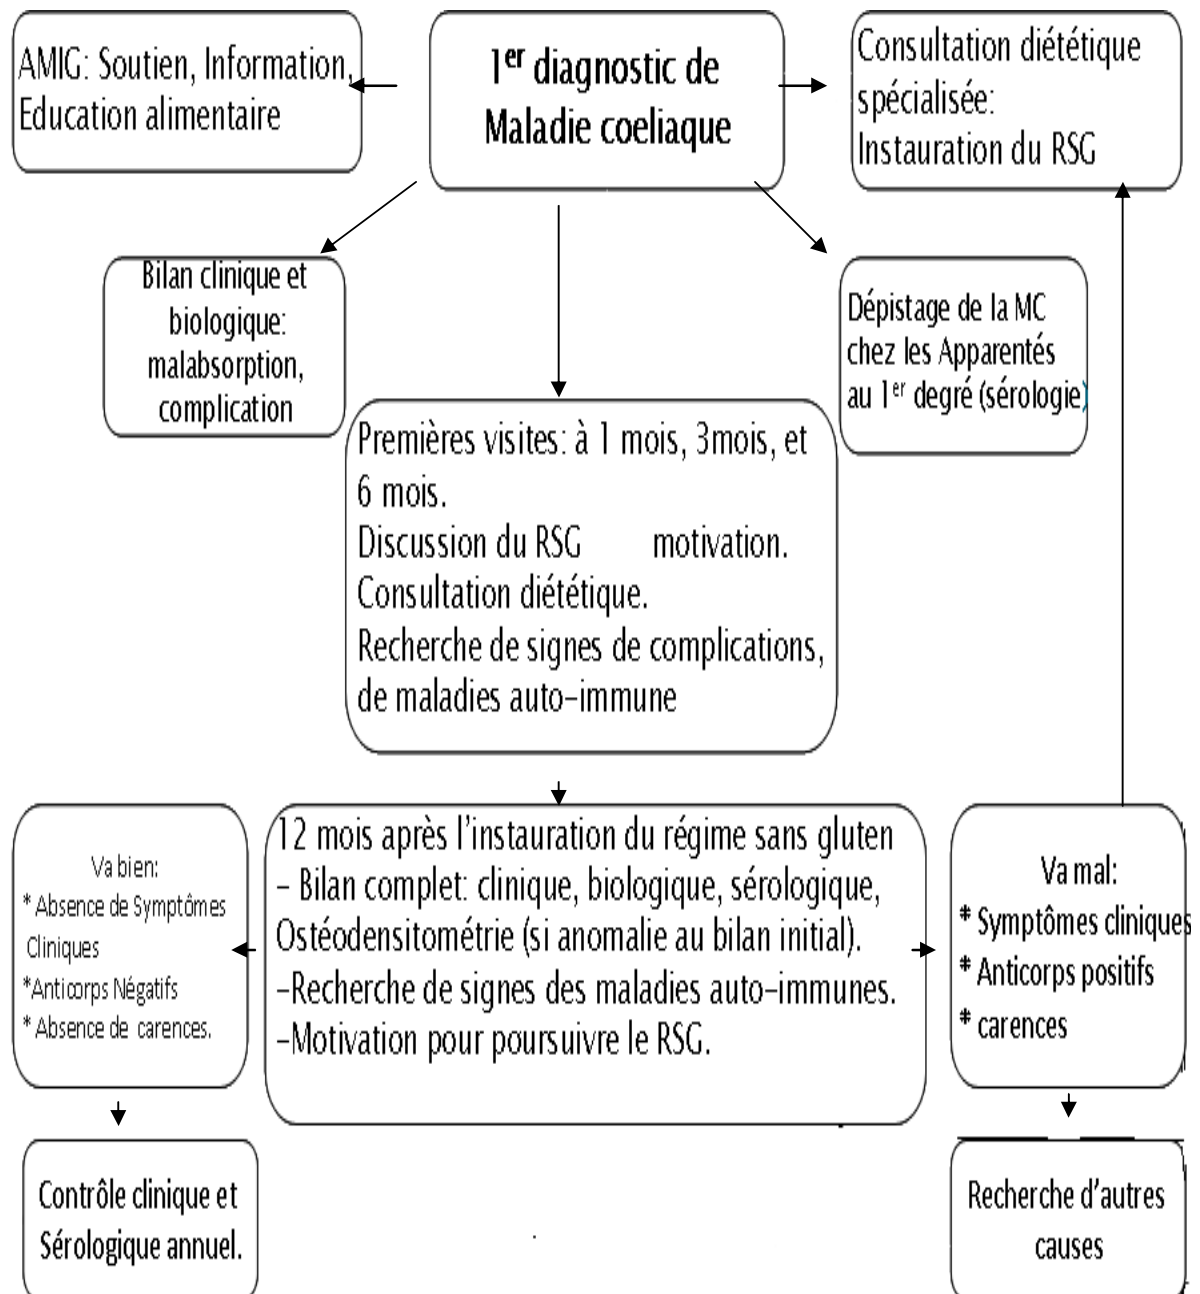 AMIG: Soutien, Information,
Education alimentaire
1er diagnostic de
Maladie coeliaque
Consultation diététique
spécialisée:
Instauration du RSG
Bilan clinique et
biologique:
malabsorption,
complication
Dépistage de la MC
chez les Apparentés
au 1er degré (sérologie)
Premières visites: à 1 mois, 3mois, et
6 mois.
Discussion du RSG motivation.
Consultation diététique.
Recherche de signes de complications,
de maladies auto-immune
Va bien:
* Absence de Symptômes
Cliniques
*Anticorps Négatifs
* Absence de carences.
12 mois après l'instauration du régime sans gluten
- Bilan complet: clinique, biologique, sérologique,
Ostéodensitométrie (si anomalie au bilan initial).
-Recherche de signes des maladies auto-immunes.
-Motivation pour poursuivre le RSG.
Va mal:
* Symptômes cliniques
* Anticorps positifs
* carences
Contrôle clinique et
Sérologique annuel.
Recherche d'autres
causes